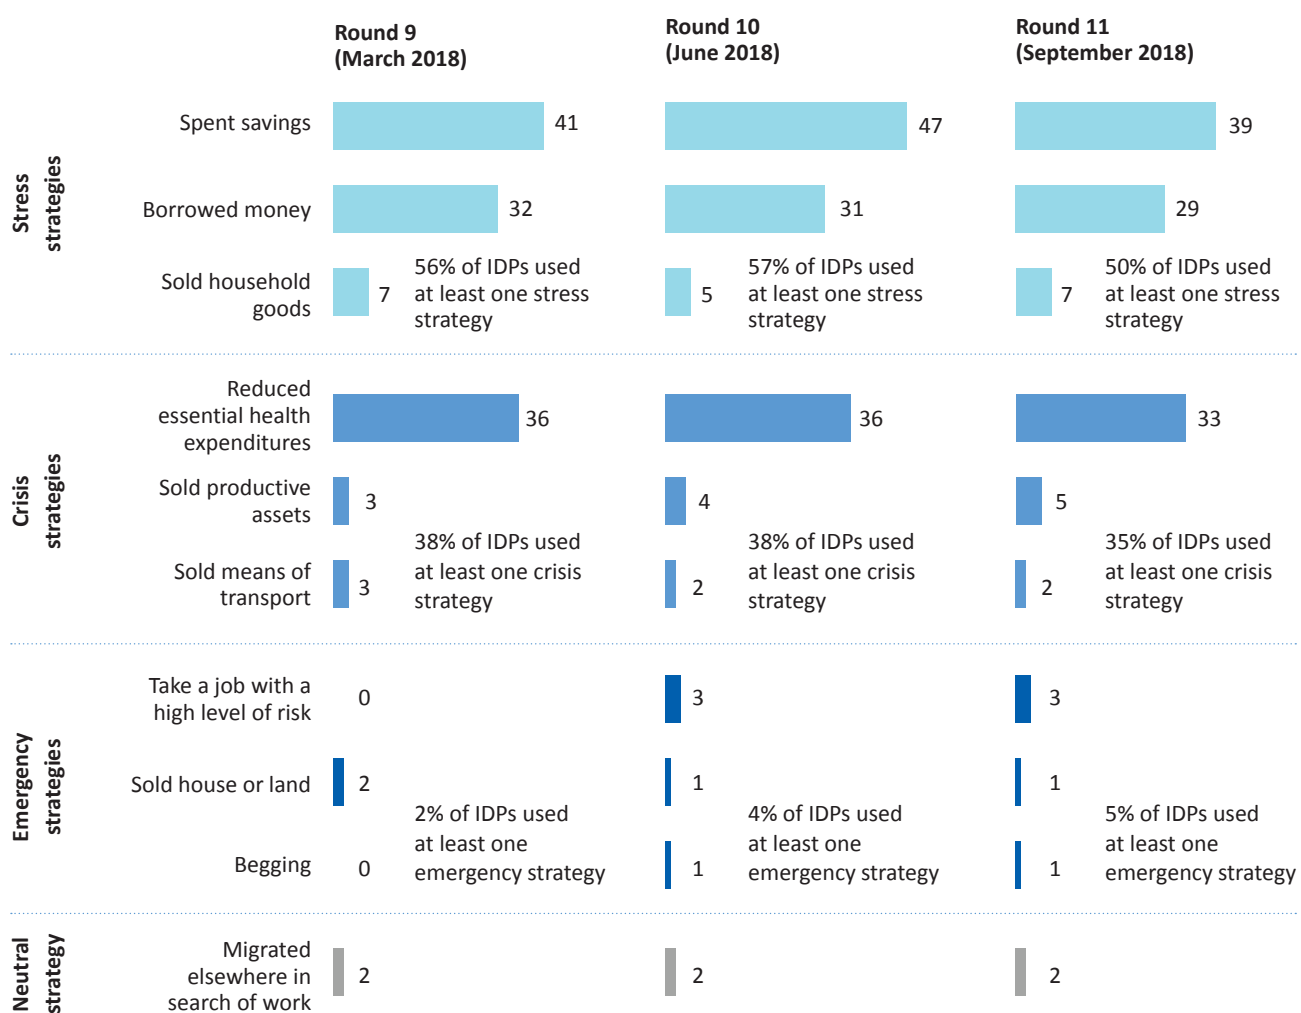 Round 9
(March 2018)
Round 10
(June 2018)
Round 11
(September 2018)
Stress
strategies
Spent savings
41
47
39
Borrowed money
32
31
29
Sold household
goods
7
56% of IDPs used
at least one stress
strategy
5
57% of IDPs used
at least one stress
strategy
7
50% of IDPs used
at least one stress
strategy
Crisis
strategies
Reduced
essential health
expenditures
36
36
33
Sold productive
assets
3
4
5
Sold means of
transport
3
38% of IDPs used
at least one crisis
strategy
2
38% of IDPs used
at least one crisis
strategy
2
35% of IDPs used
at least one crisis
strategy
Emergency
strategies
Take a job with a
high level of risk
0
3
3
Sold house or land
2
1
1
Begging
0
2% of IDPs used
at least one
emergency strategy
1
4% of IDPs used
at least one
emergency strategy
1
5% of IDPs used
at least one
emergency strategy
Neutral
strategy
Migrated
elsewhere in
search of work
2
2
2